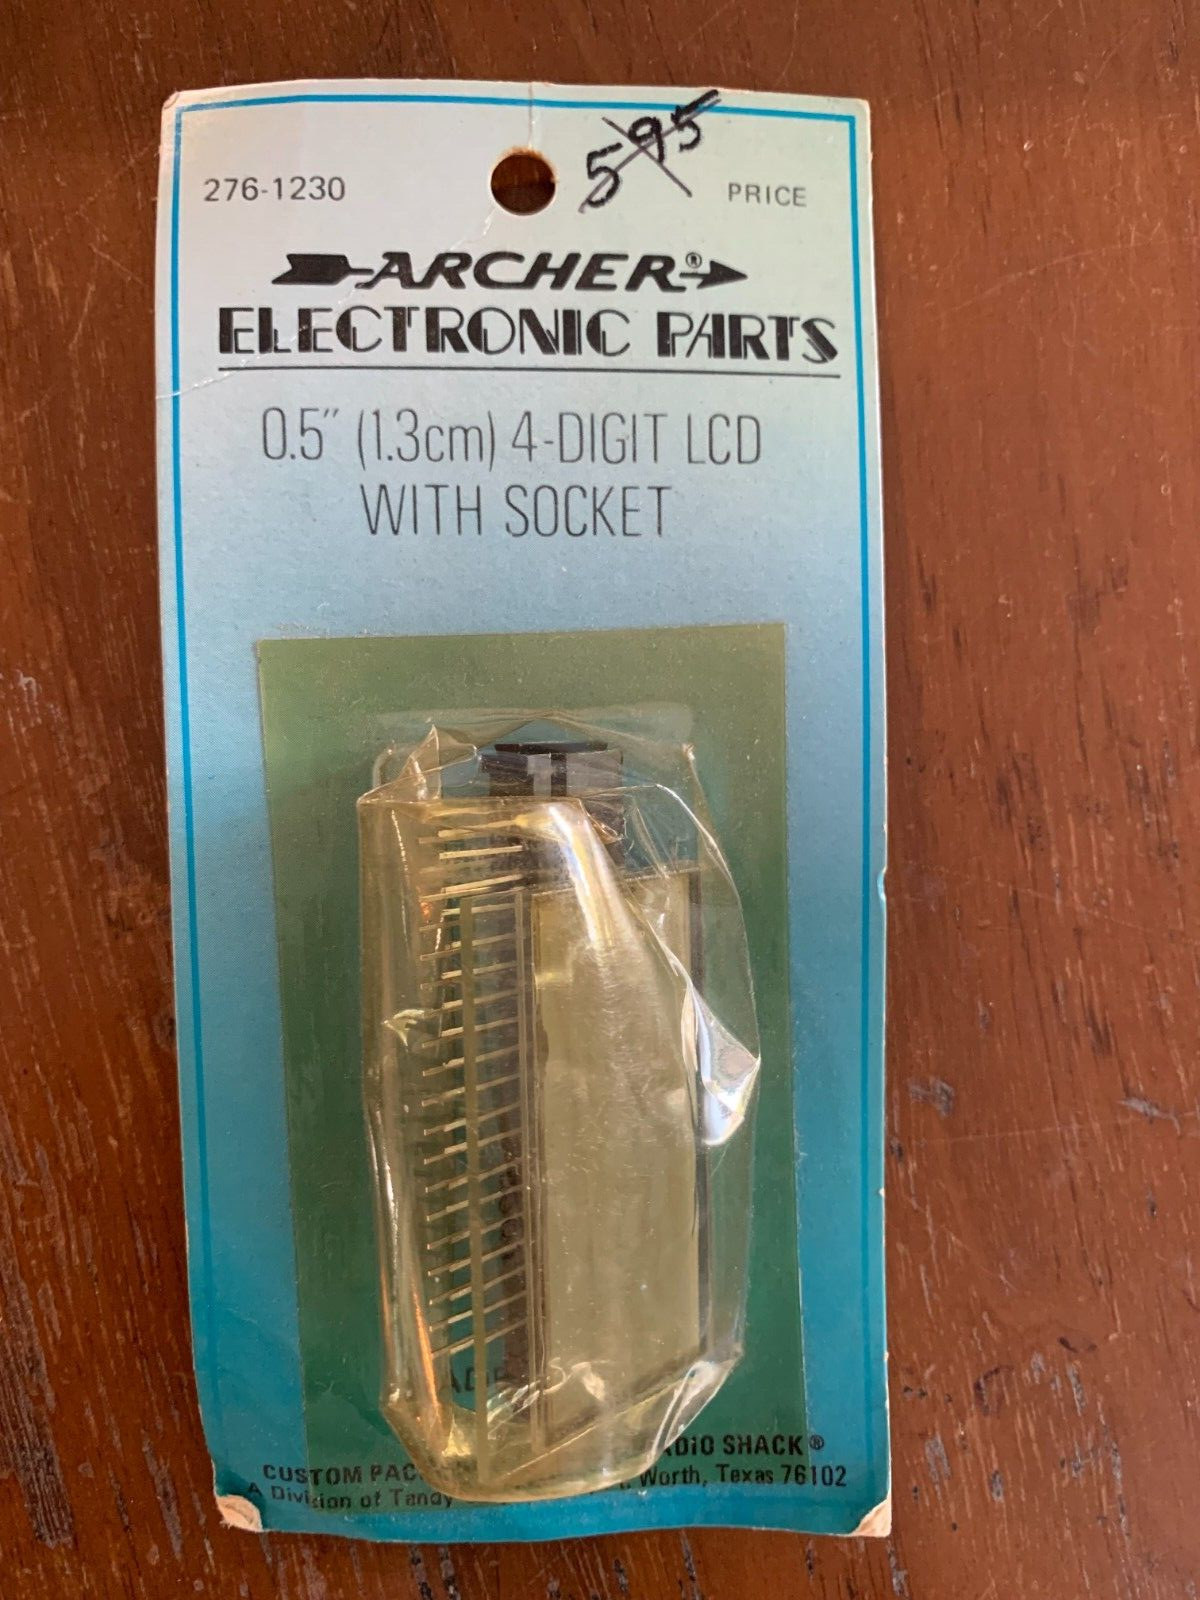 5 95
276-1230 PRICE
ARCHER®
ELECTRONIC PARTS
0.5" (1.3cm) 4-DIGIT LCD
WITH SOCKET
ADIO SHACK®
CUSTOM PAC
A Division of Tandy Worth, Texas 76102